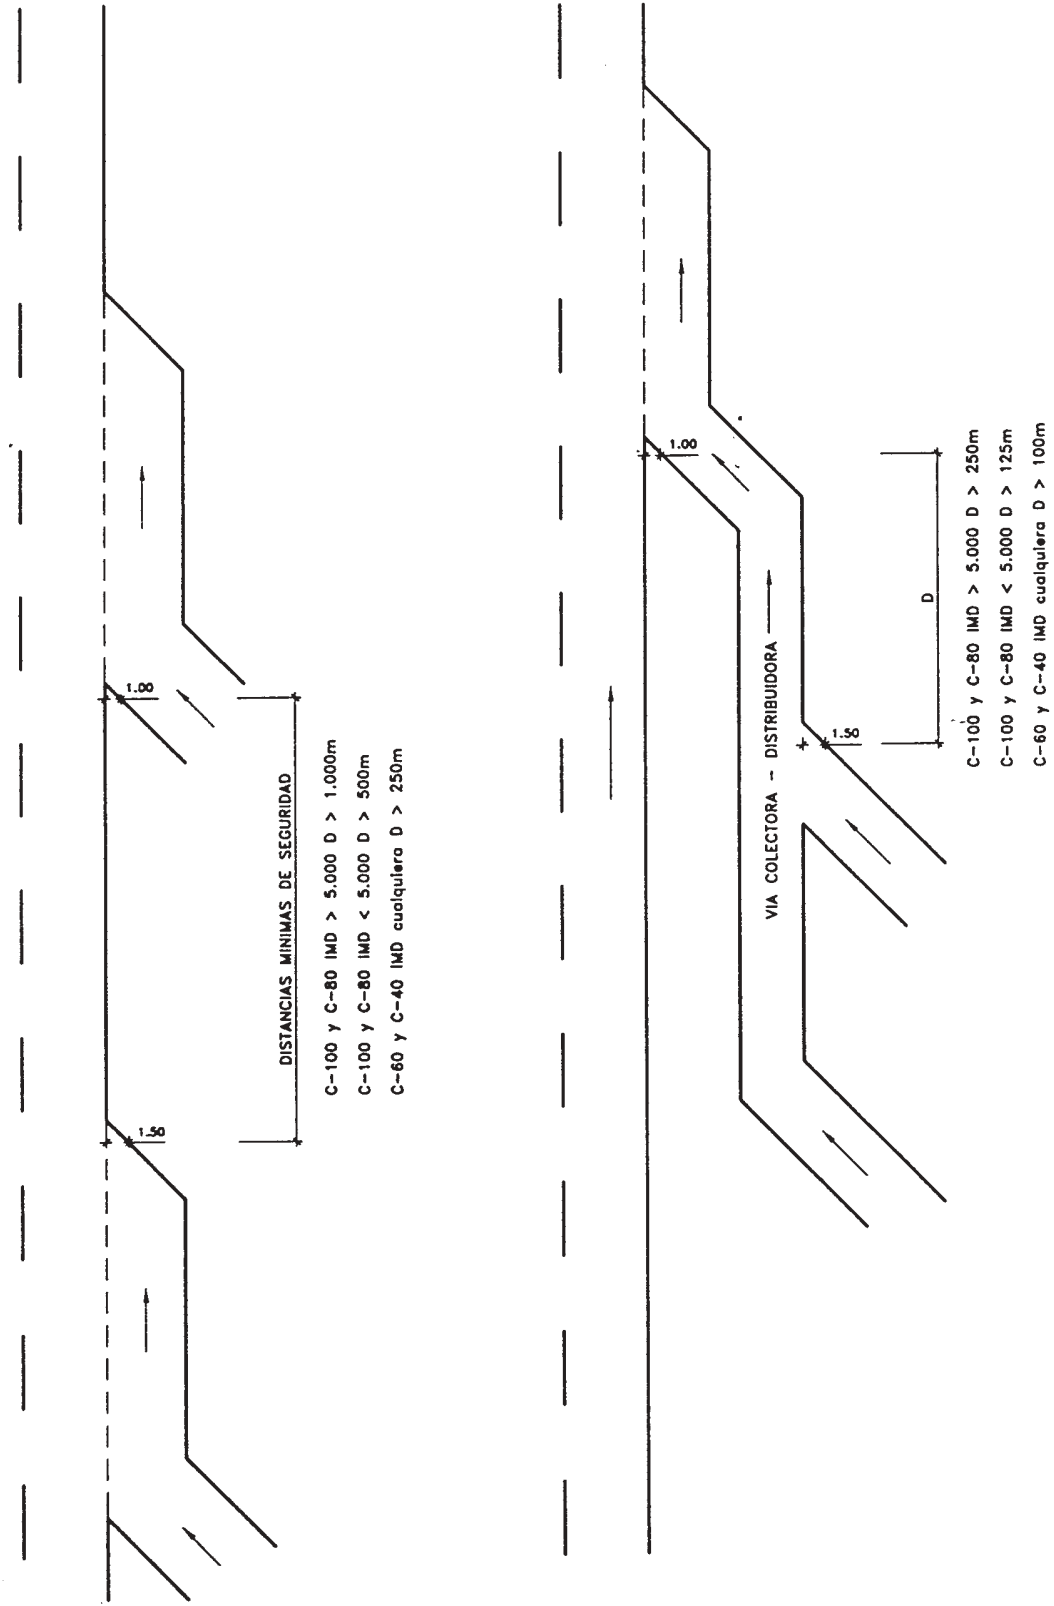 1.50
1.00
DISTANCIAS MINIMAS DE SEGURIDAD
C-100 y C-80 IMD > 5.000 D > 1.000m
C-100 y C-80 IMD < 5.000 D > 500m
C-60 y C-40 IMD cualquiera D > 250m
1.00
VIA COLECTORA - DISTRIBUIDORA
1.50
D
C-100 y C-80 IMD > 5.000 D > 250m
C-100 y C-80 IMD < 5.000 D > 125m
C-60 y C-40 IMD cualquiera D > 100m